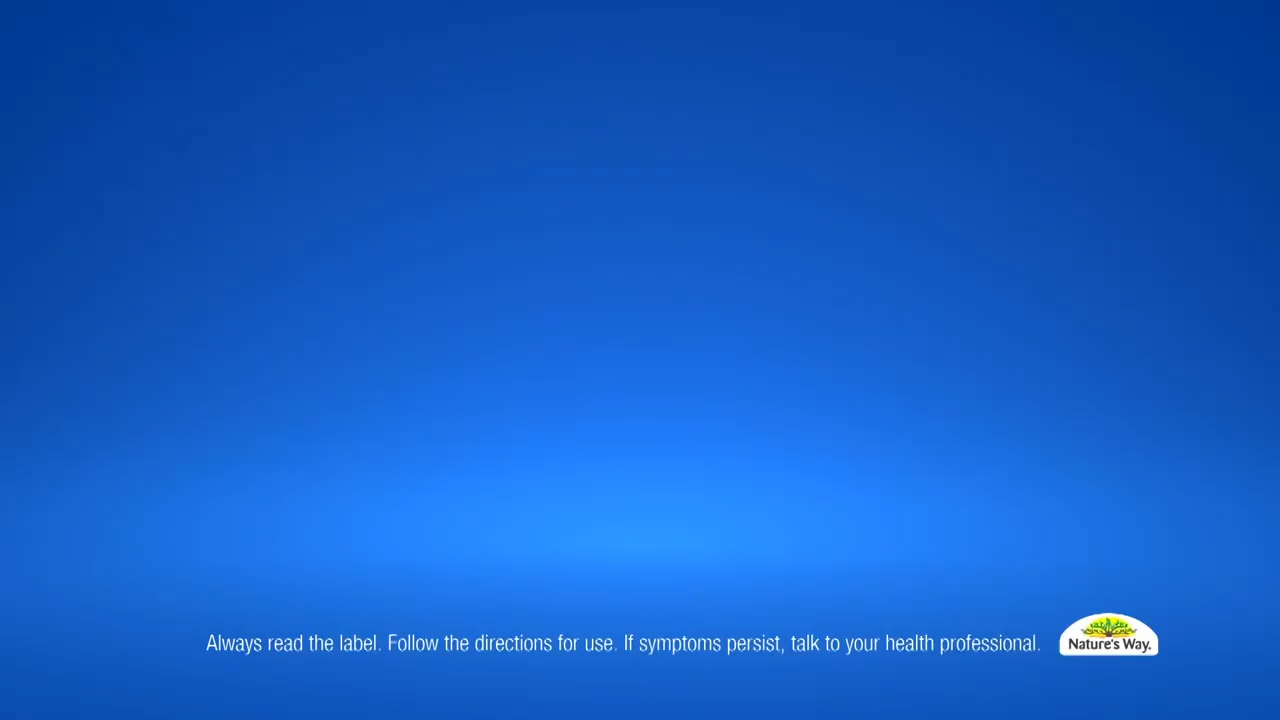 Always read the label. Follow the directions for use. If symptoms persist, talk to your health professional.
Nature's Way.